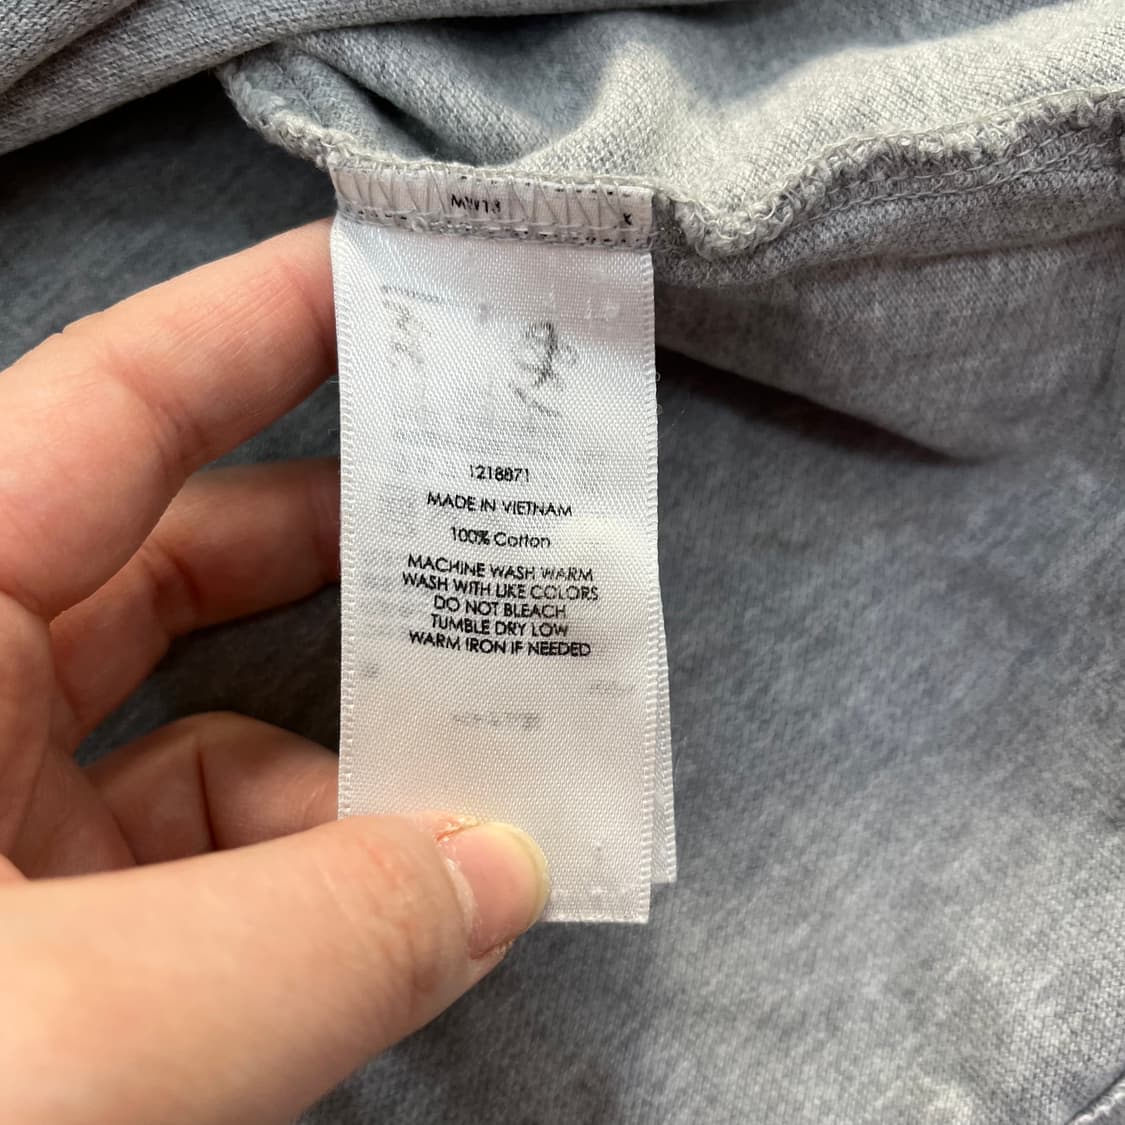 1218871
MADE IN VIETNAM
100% Cotton
MACHINE WASH WARM
WASH WITH LIKE COLORS
DO NOT BLEACH
TUMBLE DRY LOW
WARM IRON IF NEEDED